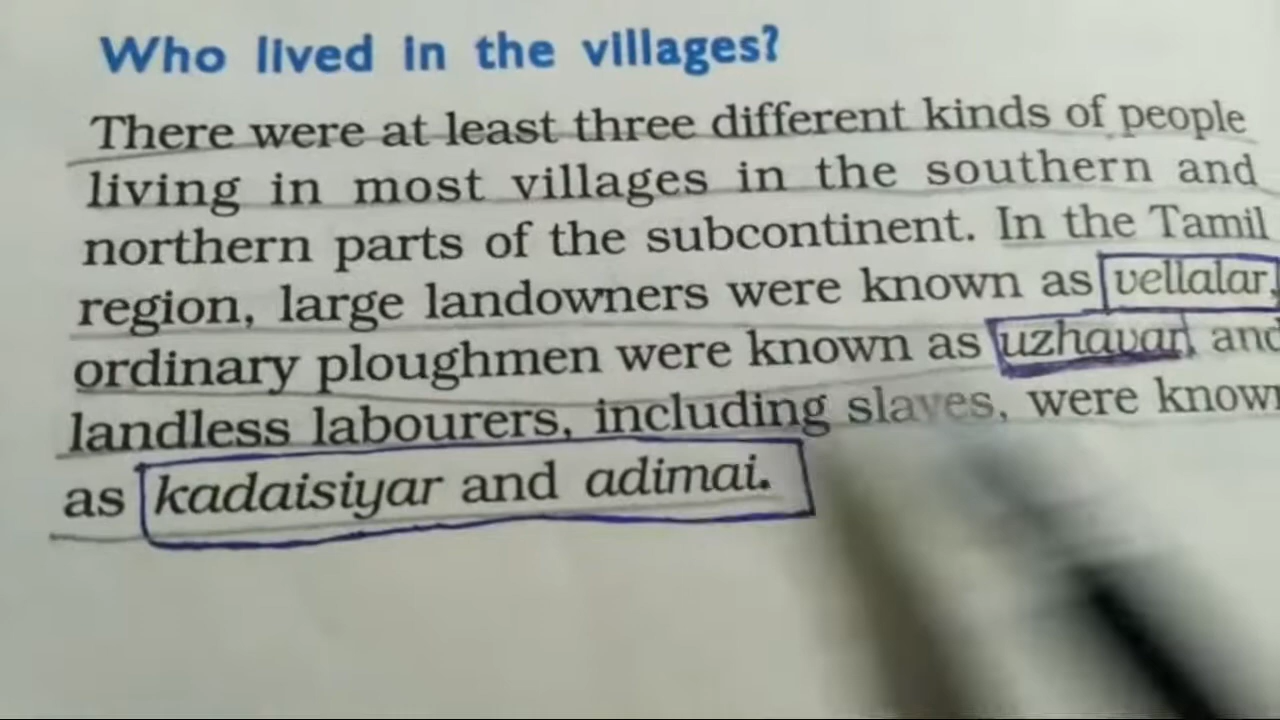 Who lived in the villages?
There were at least three different kinds of people
living in most villages in the southern and
northern parts of the subcontinent. In the Tamil
region, large landowners were known as vellalar,
ordinary ploughmen were known as uzhavar, and
landless labourers, including slaves, were known
as kadaisiyar and adimai.